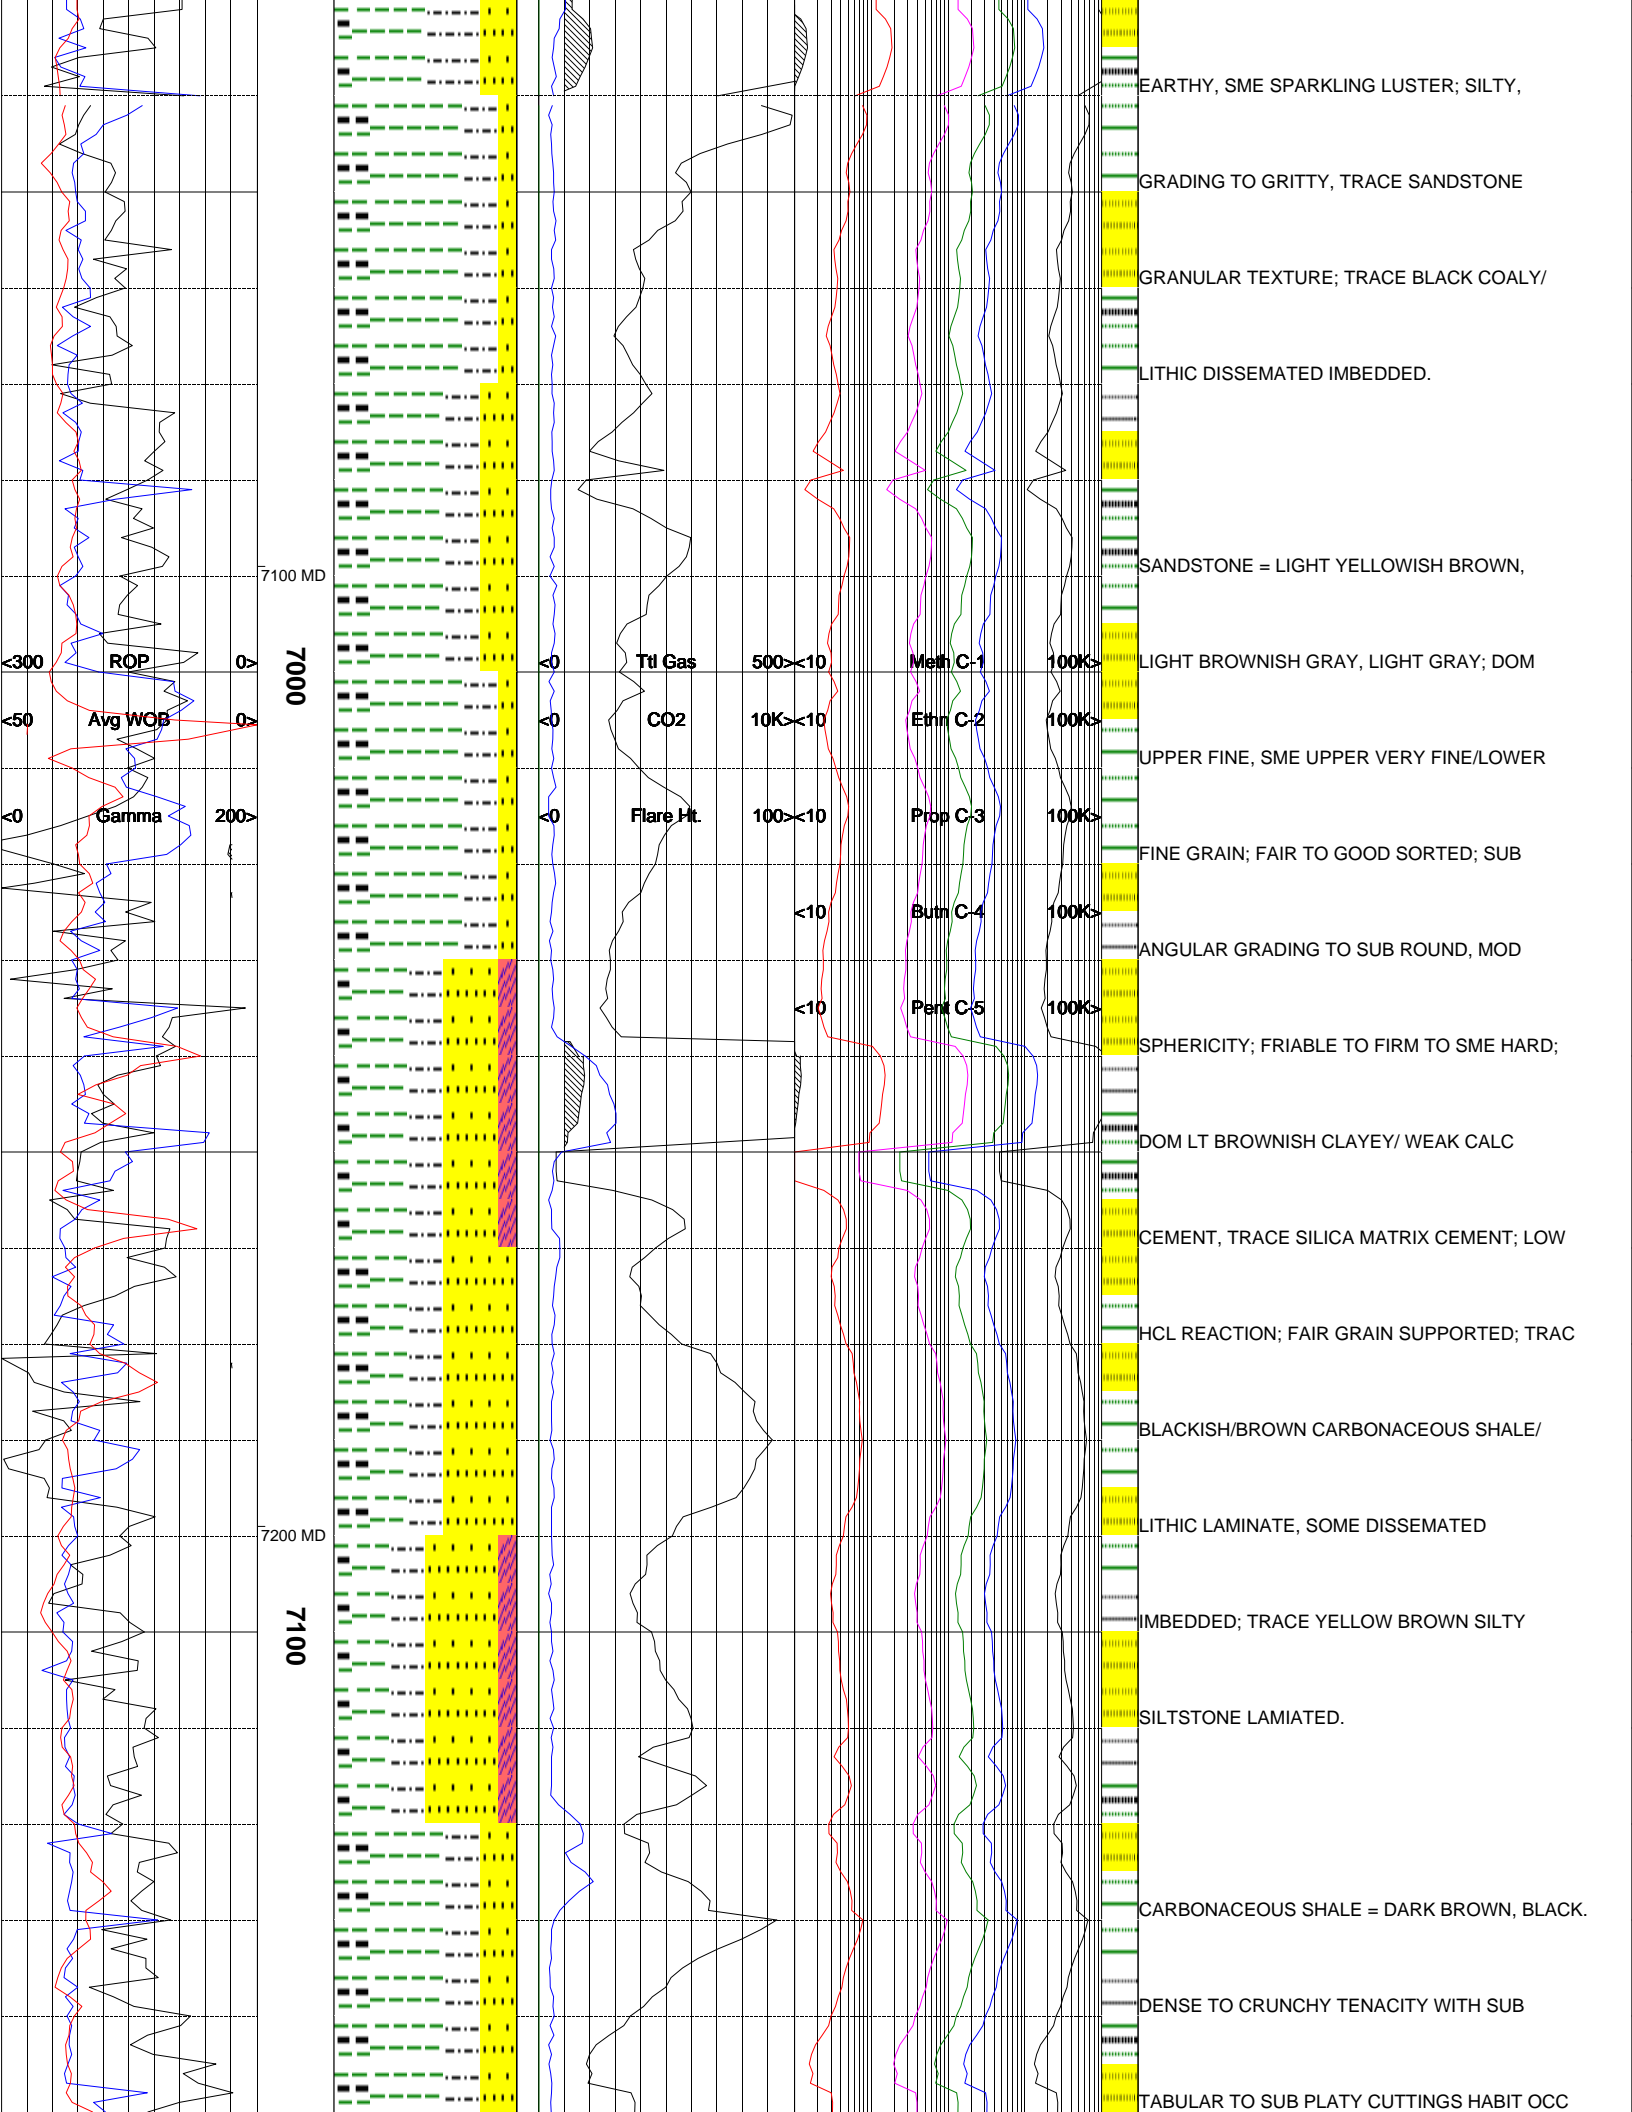 EARTHY, SME SPARKLING LUSTER; SILTY,
GRADING TO GRITTY, TRACE SANDSTONE
GRANULAR TEXTURE; TRACE BLACK COALY/
LITHIC DISSEMATED IMBEDDED.
7100 MD
SANDSTONE = LIGHT YELLOWISH BROWN,
<300 ROP 0>
7000
<0 Ttl Gas 500>
<10 Meth C-1 100K>
LIGHT BROWNISH GRAY, LIGHT GRAY; DOM
<50 Avg WOB 0>
<0 CO2 10K>
<10 Ethn C-2 100K>
UPPER FINE, SME UPPER VERY FINE/LOWER
<0 Gamma 200>
<0 Flare Ht. 100>
<10 Prop C-3 100K>
FINE GRAIN; FAIR TO GOOD SORTED; SUB
<10 Butn C-4 100K>
ANGULAR GRADING TO SUB ROUND, MOD
<10 Pent C-5 100K>
SPHERICITY; FRIABLE TO FIRM TO SME HARD;
DOM LT BROWNISH CLAYEY/ WEAK CALC
CEMENT, TRACE SILICA MATRIX CEMENT; LOW
HCL REACTION; FAIR GRAIN SUPPORTED; TRAC
BLACKISH/BROWN CARBONACEOUS SHALE/
LITHIC LAMINATE, SOME DISSEMATED
7200 MD
7100
IMBEDDED; TRACE YELLOW BROWN SILTY
SILTSTONE LAMIATED.
CARBONACEOUS SHALE = DARK BROWN, BLACK.
DENSE TO CRUNCHY TENACITY WITH SUB
TABULAR TO SUB PLATY CUTTINGS HABIT OCC